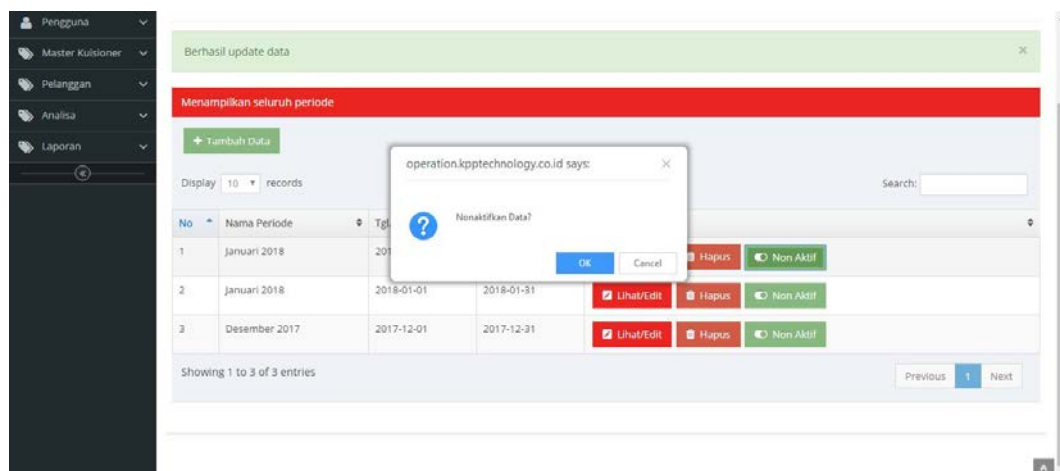 Pengguna
Master Kuisioner
Pelanggan
Analisa
Laporan
Berhasil update data ×
Menampilkan seluruh periode
+ Tambah Data
Display 10 records Search:
No Nama Periode Tgl
1 Januari 2018 201 Hapus Non Aktif
2 Januari 2018 2018-01-01 2018-01-31 Lihat/Edit Hapus Non Aktif
3 Desember 2017 2017-12-01 2017-12-31 Lihat/Edit Hapus Non Aktif
Showing 1 to 3 of 3 entries Previous 1 Next
operation.kpptechnology.co.id says: ×
Nonaktifkan Data?
OK Cancel